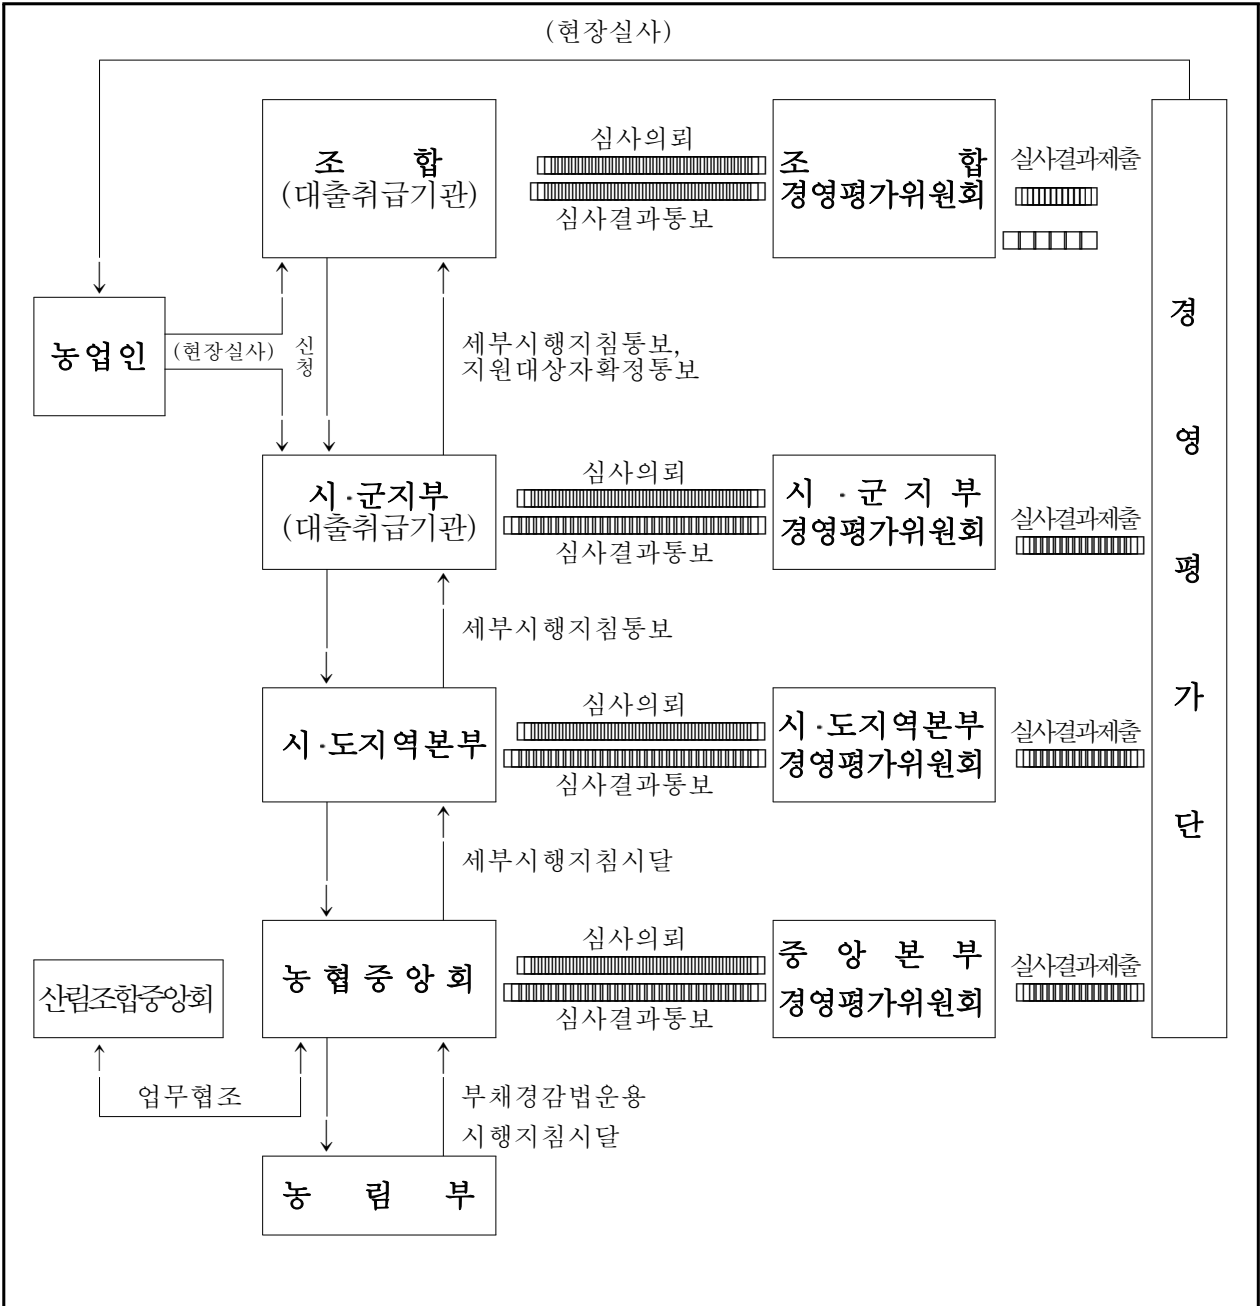 (현장실사)
조 합
(대출취급기관)
심사의뢰
심사결과통보
조 합
경영평가위원회
실사결과제출
경영평가단
농업인
(현장실사)
신청
세부시행지침통보,
지원대상자확정통보
시·군지부
(대출취급기관)
심사의뢰
심사결과통보
시·군지부
경영평가위원회
실사결과제출
세부시행지침통보
시·도지역본부
심사의뢰
심사결과통보
시·도지역본부
경영평가위원회
실사결과제출
세부시행지침시달
농협중앙회
심사의뢰
심사결과통보
중앙본부
경영평가위원회
실사결과제출
산림조합중앙회
업무협조
부채경감법운용
시행지침시달
농림부